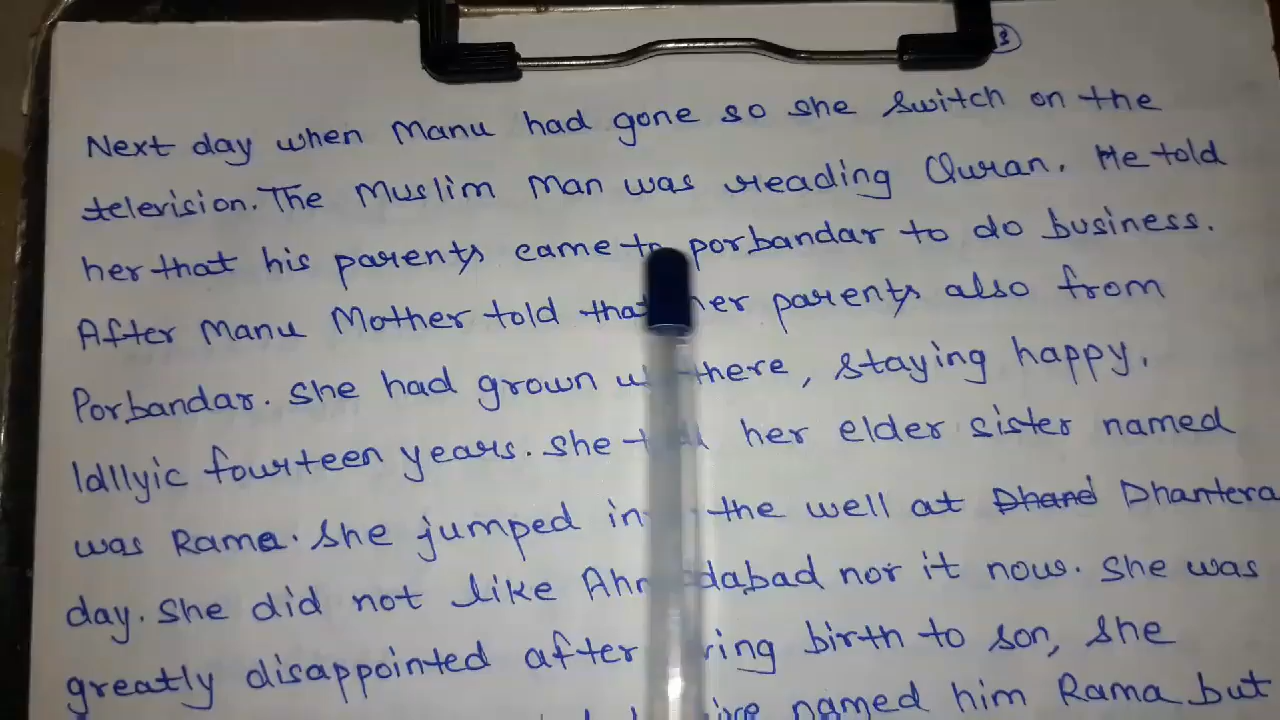 3
Next day when Manu had gone so she switch on the
television. The Muslim Man was reading Quran. He told
her that his parents came to porbandar to do business.
After Manu Mother told that her parents also from
Porbandar. She had grown there, staying happy.
Idllyic fourteen years. She her elder sister named
was Rama. She jumped the well at Dhand Dhantera
day. She did not like nor it now. She was
greatly disappointed after birth to son, she
named him Rama but